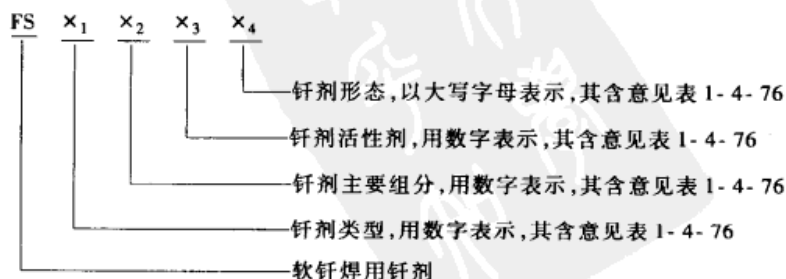 FS ×₁ ×₂ ×₃ ×₄
钎剂形态,以大写字母表示,其含意见表 1-4-76
钎剂活性剂,用数字表示,其含意见表 1-4-76
钎剂主要组分,用数字表示,其含意见表 1-4-76
钎剂类型,用数字表示,其含意见表 1-4-76
软钎焊用钎剂